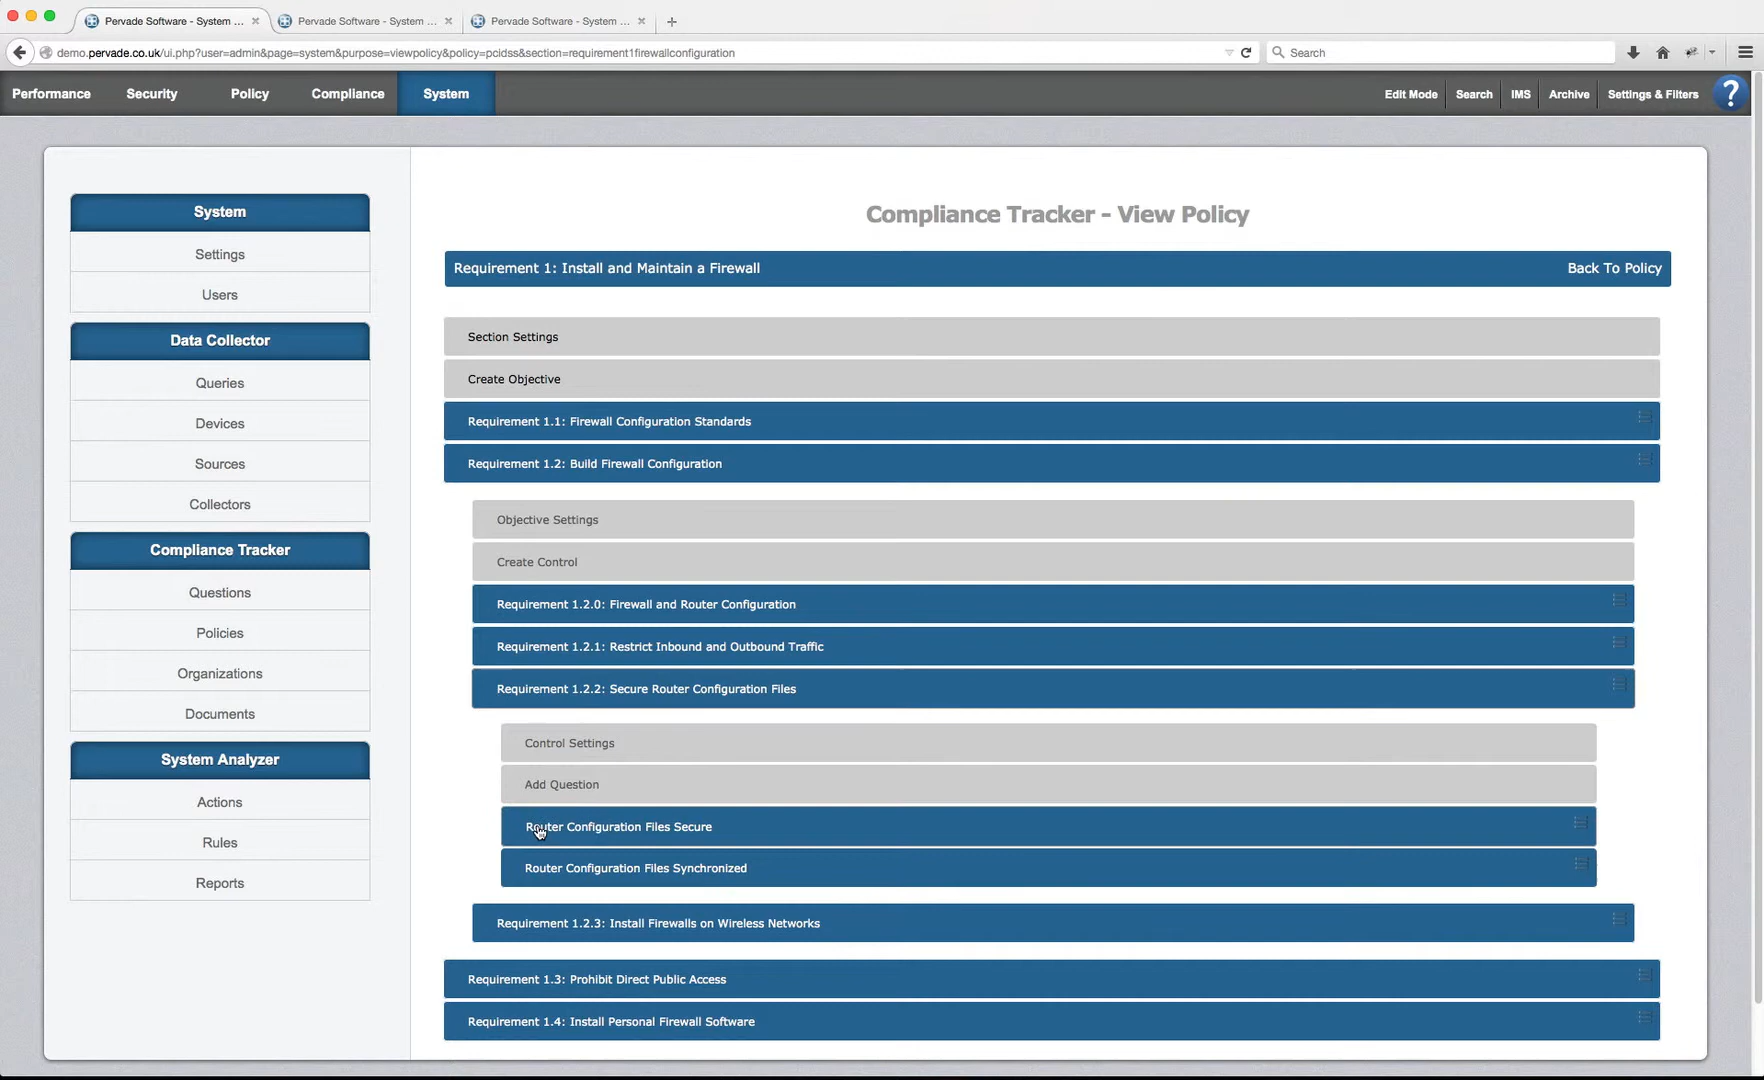 Pervade Software - System ...
Pervade Software - System ...
Pervade Software - System ...
demo.pervade.co.uk/ui.php?user=admin&page=system&purpose=viewpolicy&policy=pcidss&section=requirement1firewallconfiguration
Search
Performance
Security
Policy
Compliance
System
Edit Mode
Search
IMS
Archive
Settings & Filters
?
System
Settings
Users
Data Collector
Queries
Devices
Sources
Collectors
Compliance Tracker
Questions
Policies
Organizations
Documents
System Analyzer
Actions
Rules
Reports
Compliance Tracker - View Policy
Requirement 1: Install and Maintain a Firewall
Back To Policy
Section Settings
Create Objective
Requirement 1.1: Firewall Configuration Standards
Requirement 1.2: Build Firewall Configuration
Objective Settings
Create Control
Requirement 1.2.0: Firewall and Router Configuration
Requirement 1.2.1: Restrict Inbound and Outbound Traffic
Requirement 1.2.2: Secure Router Configuration Files
Control Settings
Add Question
Router Configuration Files Secure
Router Configuration Files Synchronized
Requirement 1.2.3: Install Firewalls on Wireless Networks
Requirement 1.3: Prohibit Direct Public Access
Requirement 1.4: Install Personal Firewall Software